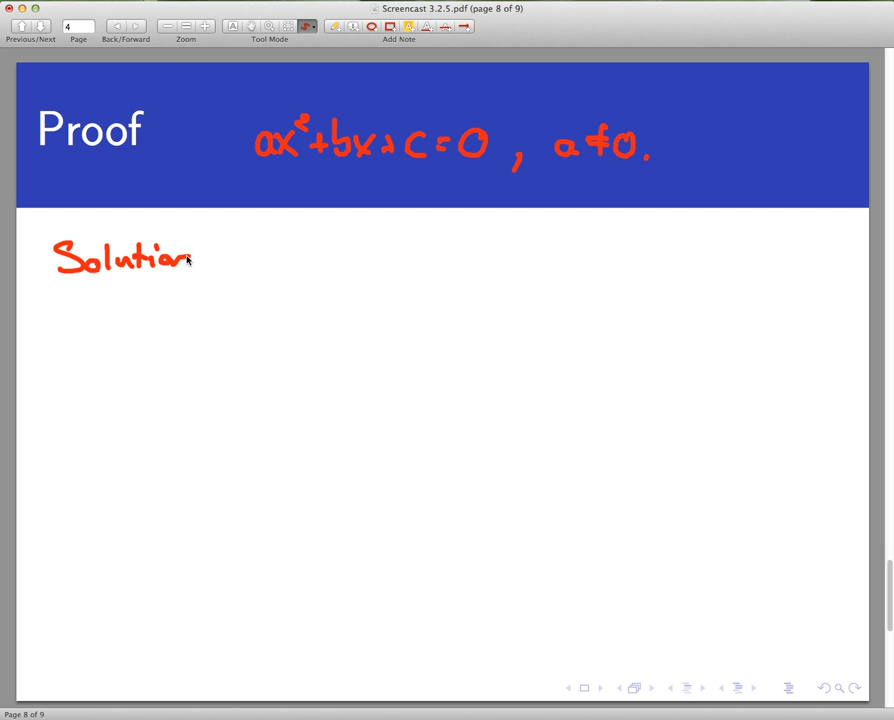 Screencast 3.2.5.pdf (page 8 of 9)
4
Previous/Next Page Back/Forward Zoom Tool Mode Add Note
Proof
ax²+bx+c=0, a≠0.
Solution
Page 8 of 9